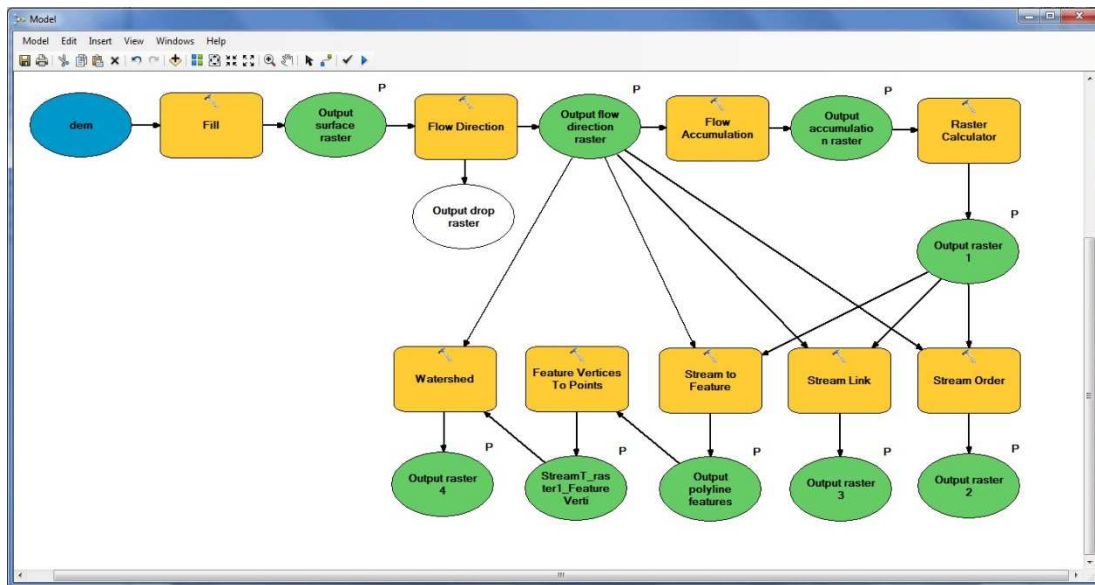 Model
Model Edit Insert View Windows Help
P
P
P
dem
Fill
Output
surface
raster
Flow Direction
Output flow
direction
raster
Flow
Accumulation
Output
accumulatio
n raster
Raster
Calculator
Output drop
raster
P
Output raster
1
Watershed
Feature Vertices
To Points
Stream to
Feature
Stream Link
Stream Order
P
P
P
P
P
Output raster
4
StreamT_ras
ter1_Feature
Verti
Output
polyline
features
Output raster
3
Output raster
2